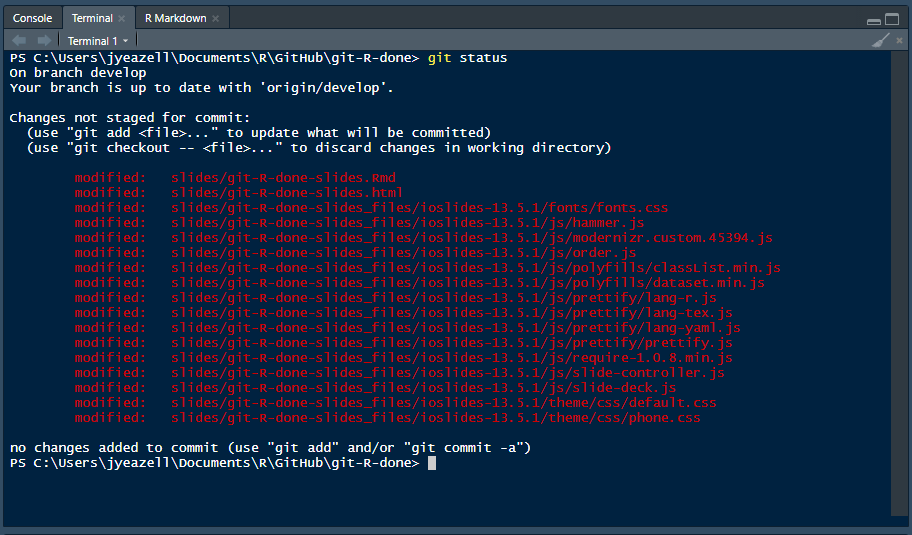 Console Terminal R Markdown
Terminal 1
PS C:\Users\jyeazell\Documents\R\GitHub\git-R-done> git status
On branch develop
Your branch is up to date with 'origin/develop'.
Changes not staged for commit:
(use "git add <file>..." to update what will be committed)
(use "git checkout -- <file>..." to discard changes in working directory)
modified: slides/git-R-done-slides.Rmd
modified: slides/git-R-done-slides.html
modified: slides/git-R-done-slides_files/ioslides-13.5.1/fonts/fonts.css
modified: slides/git-R-done-slides_files/ioslides-13.5.1/js/hammer.js
modified: slides/git-R-done-slides_files/ioslides-13.5.1/js/modernizr.custom.45394.js
modified: slides/git-R-done-slides_files/ioslides-13.5.1/js/order.js
modified: slides/git-R-done-slides_files/ioslides-13.5.1/js/polyfills/classList.min.js
modified: slides/git-R-done-slides_files/ioslides-13.5.1/js/polyfills/dataset.min.js
modified: slides/git-R-done-slides_files/ioslides-13.5.1/js/prettify/lang-r.js
modified: slides/git-R-done-slides_files/ioslides-13.5.1/js/prettify/lang-tex.js
modified: slides/git-R-done-slides_files/ioslides-13.5.1/js/prettify/lang-yaml.js
modified: slides/git-R-done-slides_files/ioslides-13.5.1/js/prettify/prettify.js
modified: slides/git-R-done-slides_files/ioslides-13.5.1/js/require-1.0.8.min.js
modified: slides/git-R-done-slides_files/ioslides-13.5.1/js/slide-controller.js
modified: slides/git-R-done-slides_files/ioslides-13.5.1/js/slide-deck.js
modified: slides/git-R-done-slides_files/ioslides-13.5.1/theme/css/default.css
modified: slides/git-R-done-slides_files/ioslides-13.5.1/theme/css/phone.css
no changes added to commit (use "git add" and/or "git commit -a")
PS C:\Users\jyeazell\Documents\R\GitHub\git-R-done>